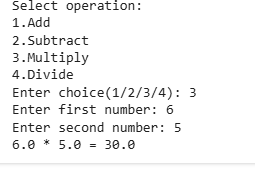 Select operation:
1.Add
2.Subtract
3.Multiply
4.Divide
Enter choice(1/2/3/4): 3
Enter first number: 6
Enter second number: 5
6.0 * 5.0 = 30.0